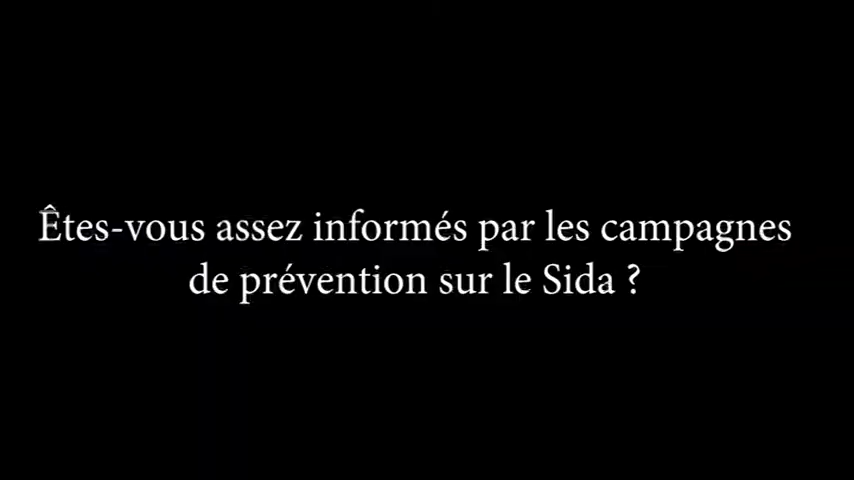 Êtes-vous assez informés par les campagnes
de prévention sur le Sida ?